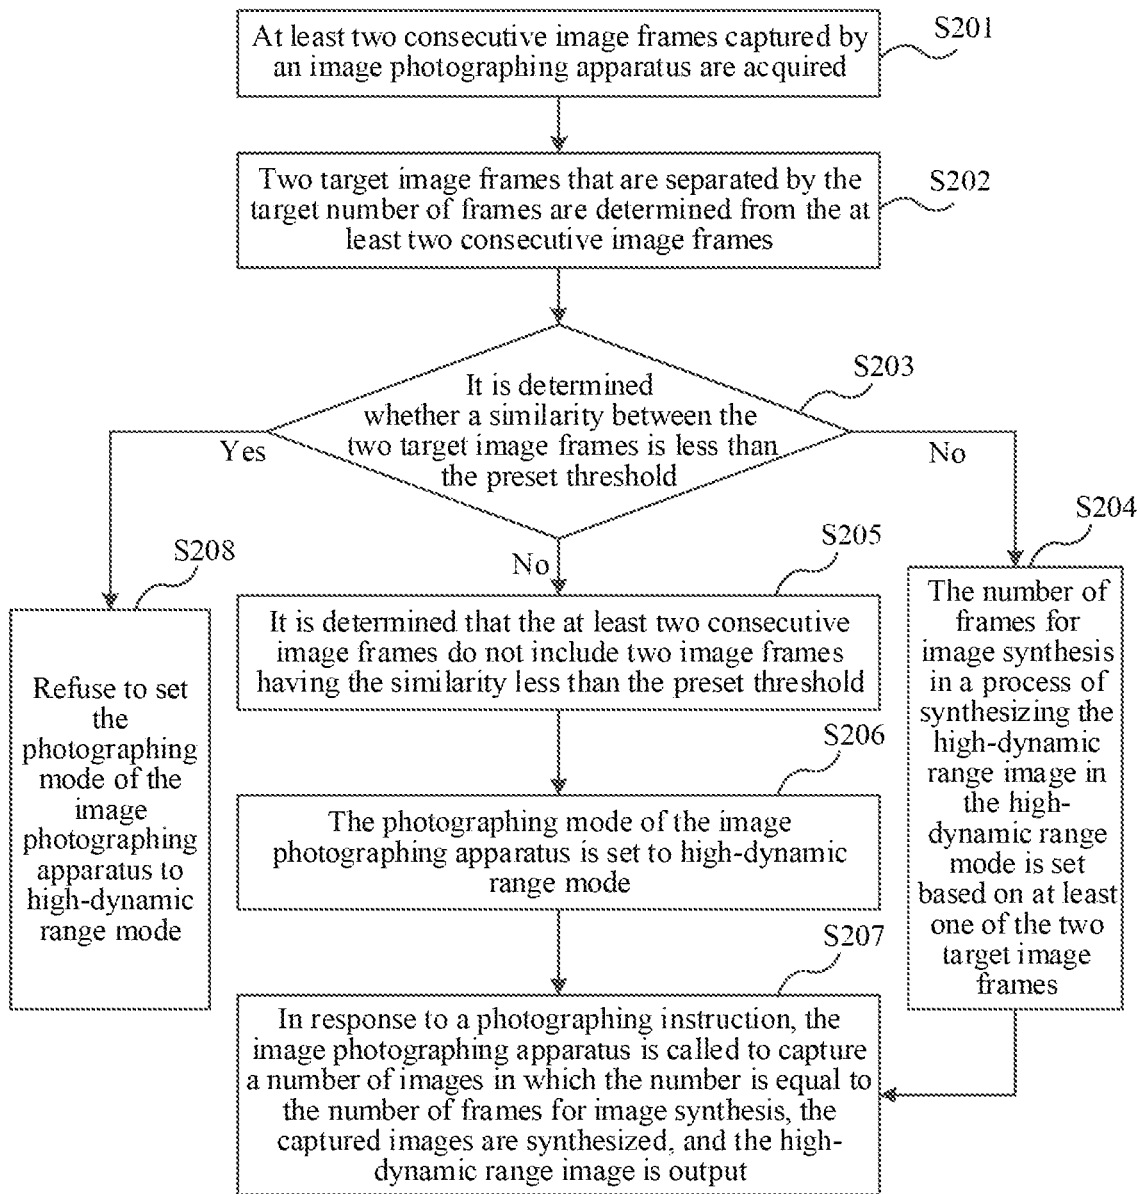 At least two consecutive image frames captured by
an image photographing apparatus are acquired
S201
Two target image frames that are separated by the
target number of frames are determined from the at
least two consecutive image frames
S202
It is determined
whether a similarity between the
two target image frames is less than
the preset threshold
S203
Yes
No
No
S208
Refuse to set
the
photographing
mode of the
image
photographing
apparatus to
high-dynamic
range mode
S205
It is determined that the at least two consecutive
image frames do not include two image frames
having the similarity less than the preset threshold
S204
The number of
frames for
image synthesis
in a process of
synthesizing the
high-dynamic
range image in
the high-
dynamic range
mode is set
based on at least
one of the two
target image
frames
S206
The photographing mode of the image
photographing apparatus is set to high-dynamic
range mode
S207
In response to a photographing instruction, the
image photographing apparatus is called to capture
a number of images in which the number is equal to
the number of frames for image synthesis, the
captured images are synthesized, and the high-
dynamic range image is output